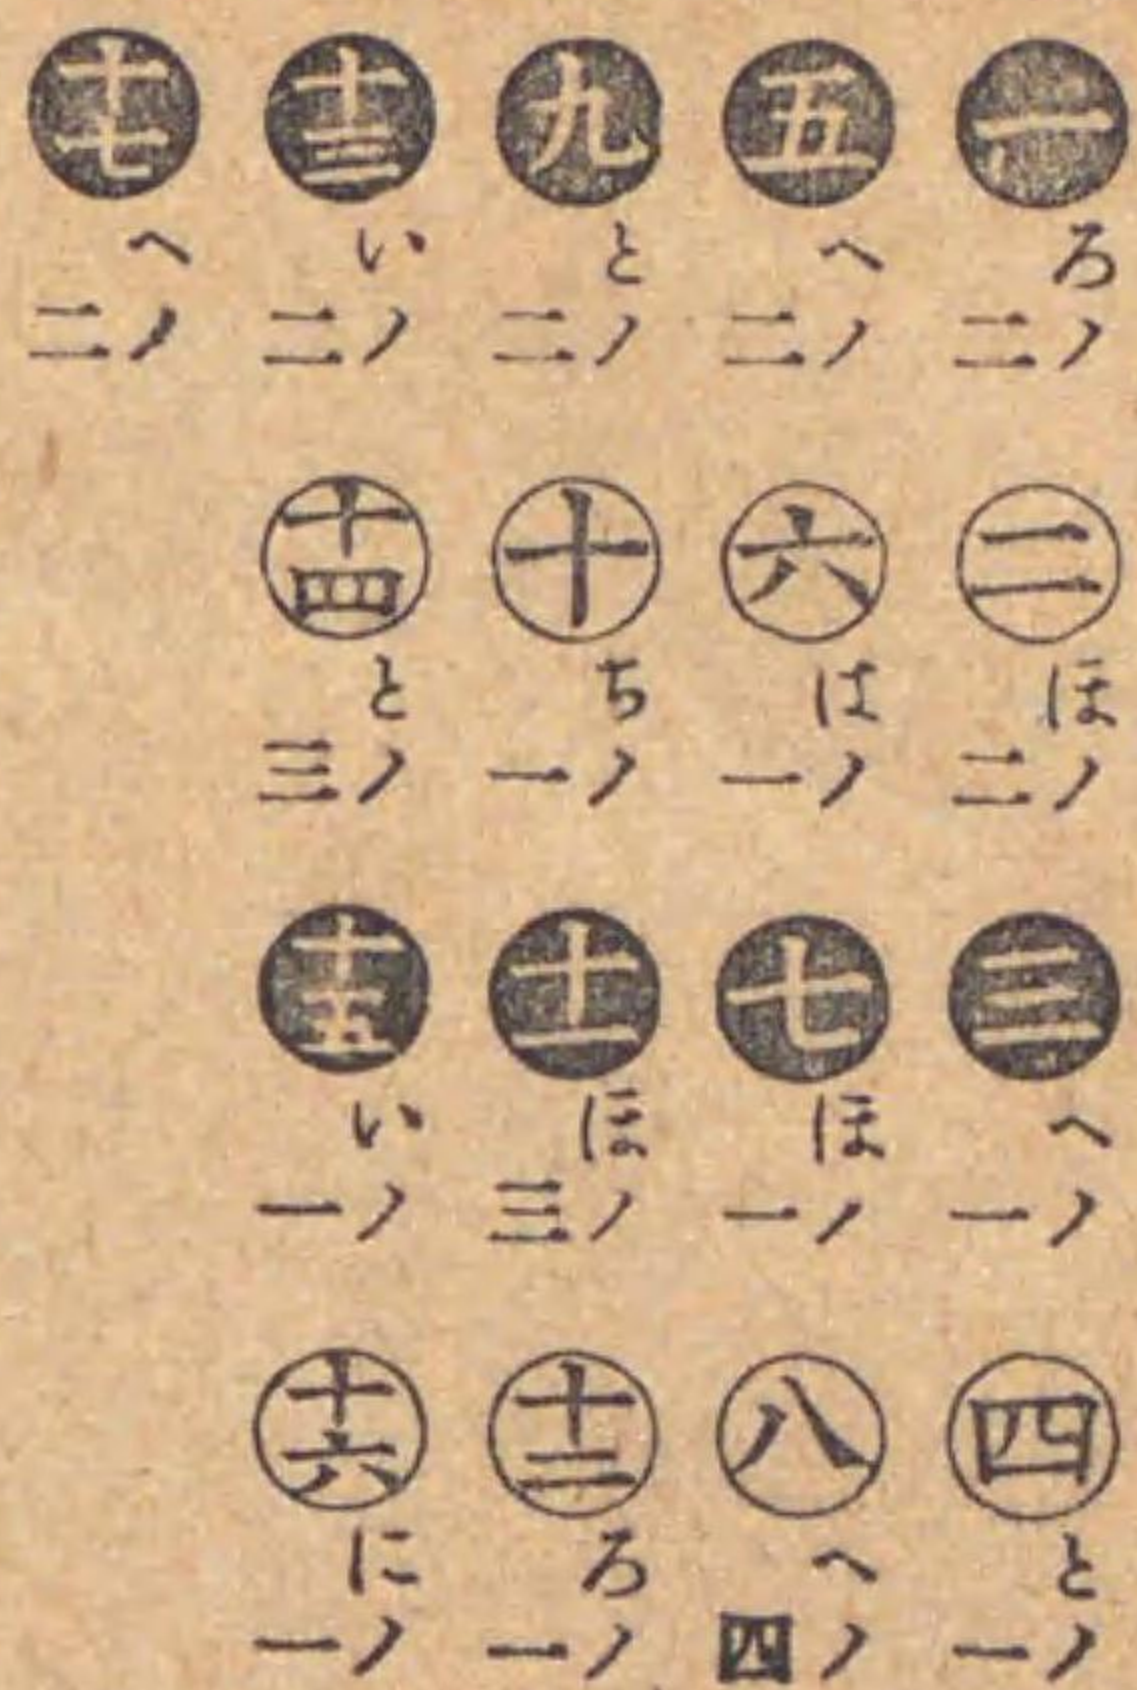 一 ろノ二
二 ほノ二
三 へノ一
四 とノ一
五 へノ二
六 はノ一
七 ほノ一
八 へノ四
九 とノ二
十 ちノ一
十一 ほノ三
十二 ろノ一
十三 いノ二
十四 とノ三
十五 いノ一
十六 にノ一
十七 へノ二